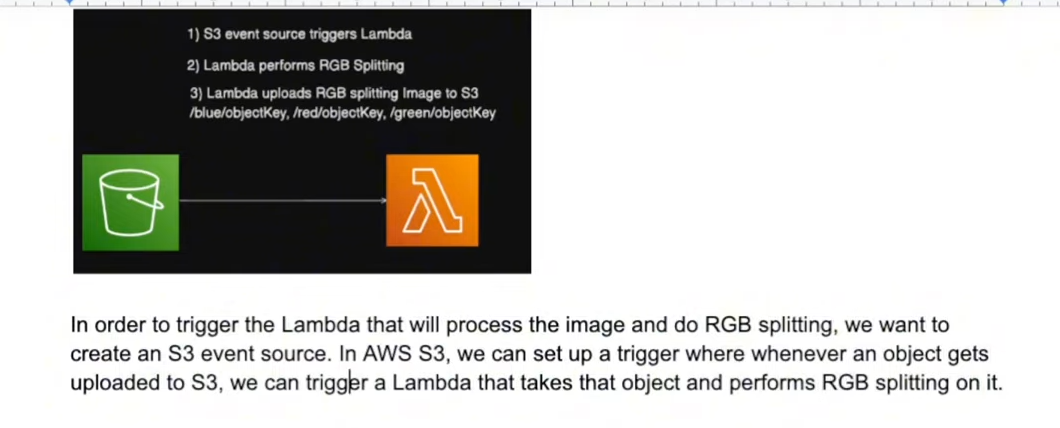 1) S3 event source triggers Lambda
2) Lambda performs RGB Splitting
3) Lambda uploads RGB splitting Image to S3
/blue/objectKey, /red/objectKey, /green/objectKey
In order to trigger the Lambda that will process the image and do RGB splitting, we want to
create an S3 event source. In AWS S3, we can set up a trigger where whenever an object gets
uploaded to S3, we can trigger a Lambda that takes that object and performs RGB splitting on it.